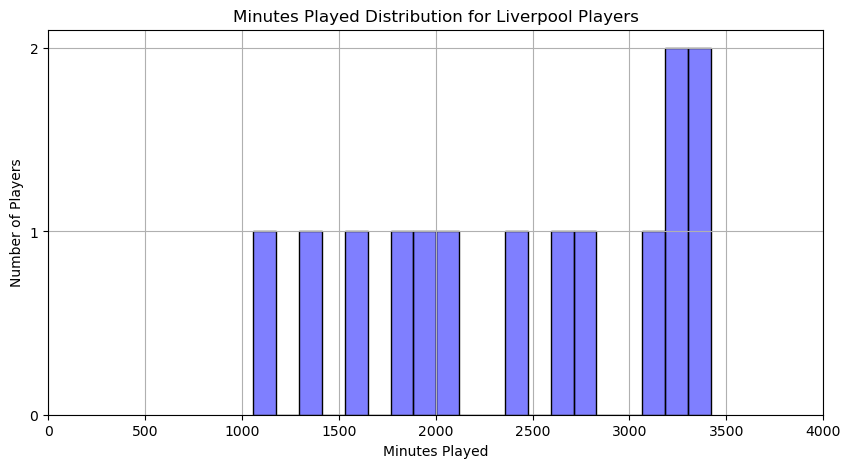 Minutes Played Distribution for Liverpool Players
Number of Players
2
1
0
0 500 1000 1500 2000 2500 3000 3500 4000
Minutes Played